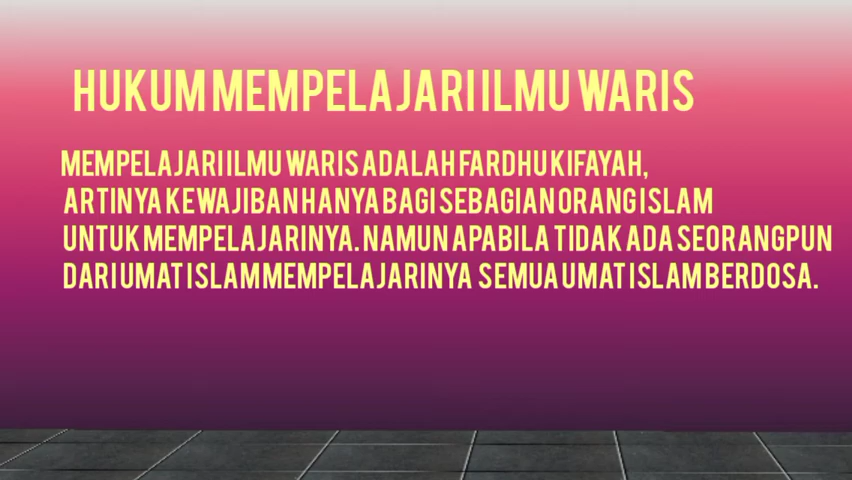 HUKUM MEMPELAJARI ILMU WARIS
MEMPELAJARI ILMU WARIS ADALAH FARDHU KIFAYAH,
ARTINYA KEWAJIBAN HANYA BAGI SEBAGIAN ORANG ISLAM
UNTUK MEMPELAJARINYA. NAMUN APABILA TIDAK ADA SEORANGPUN
DARI UMAT ISLAM MEMPELAJARINYA SEMUA UMAT ISLAM BERDOSA.